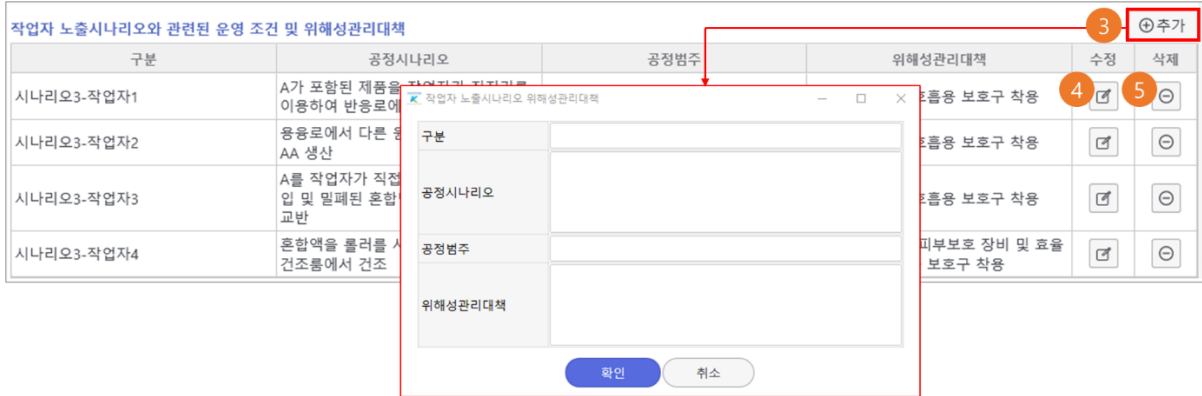 작업자 노출시나리오와 관련된 운영 조건 및 위해성관리대책
3
추가
구분 공정시나리오 공정범주 위해성관리대책 수정 삭제
시나리오3-작업자1
A가 포함된 제품을
이용하여 반응로에
호흡용 보호구 착용
4
5
시나리오3-작업자2
용융로에서 다른
AA 생산
호흡용 보호구 착용
시나리오3-작업자3
A를 작업자가 직접
입 및 밀폐된 혼합
교반
호흡용 보호구 착용
시나리오3-작업자4
혼합액을 롤러를
건조룸에서 건조
피부보호 장비 및 효율
보호구 착용
작업자 노출시나리오 위해성관리대책
구분
공정시나리오
공정범주
위해성관리대책
확인 취소